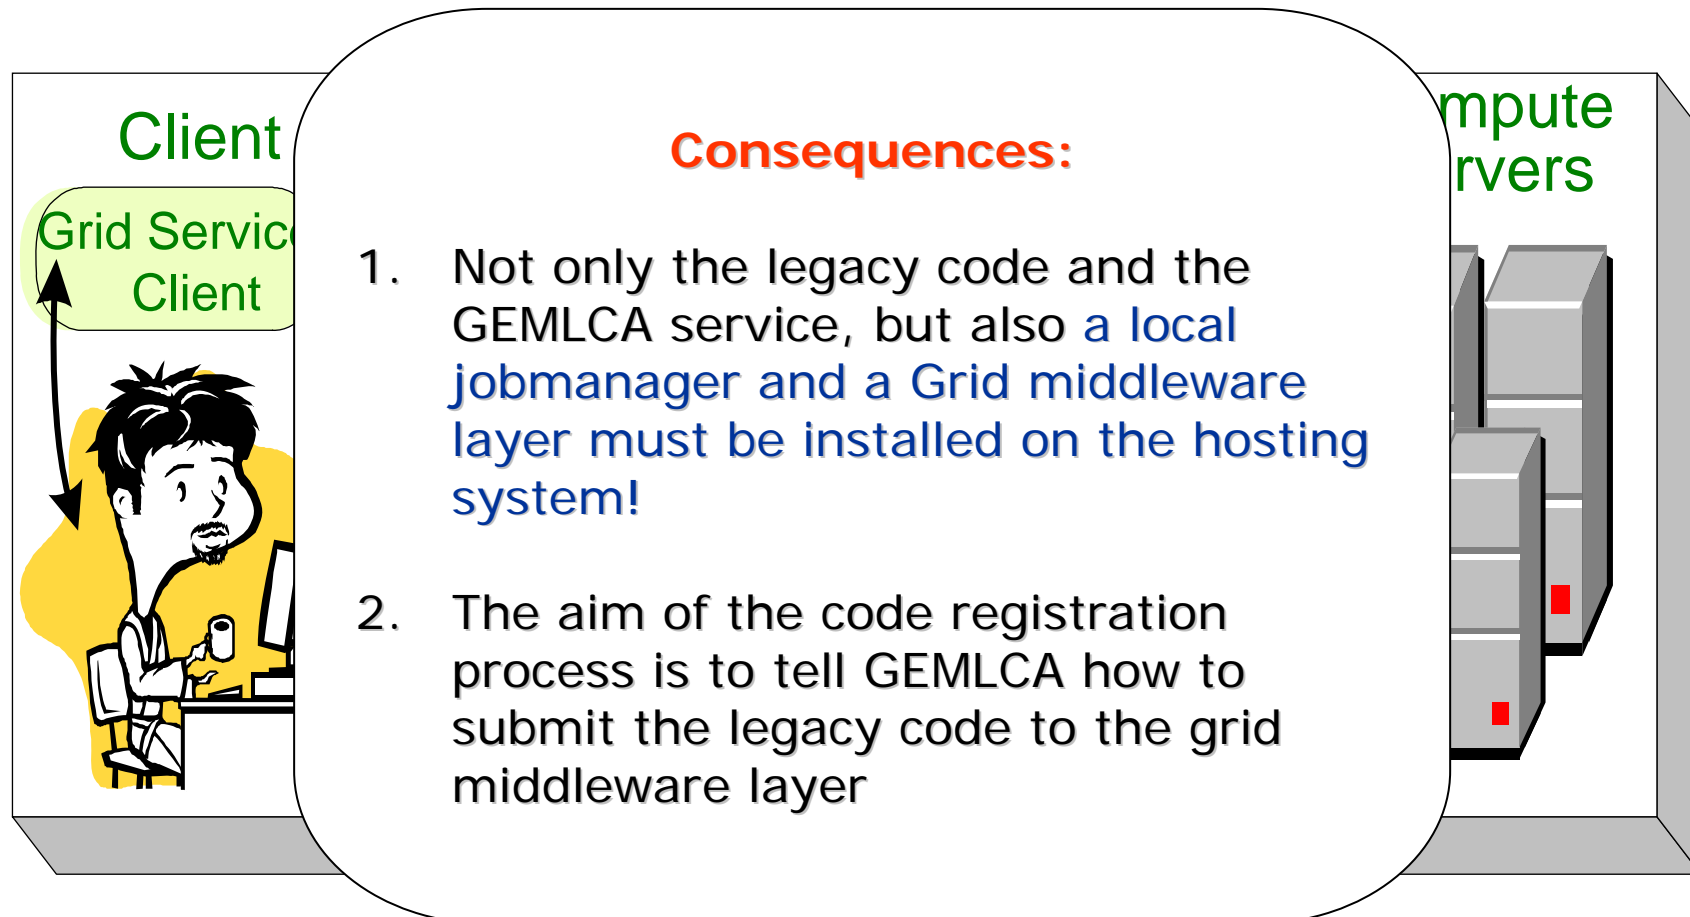 Client
Grid Servic
Client
Consequences:
1. Not only the legacy code and the
GEMLCA service, but also a local
jobmanager and a Grid middleware
layer must be installed on the hosting
system!
2. The aim of the code registration
process is to tell GEMLCA how to
submit the legacy code to the grid
middleware layer
mpute
rvers